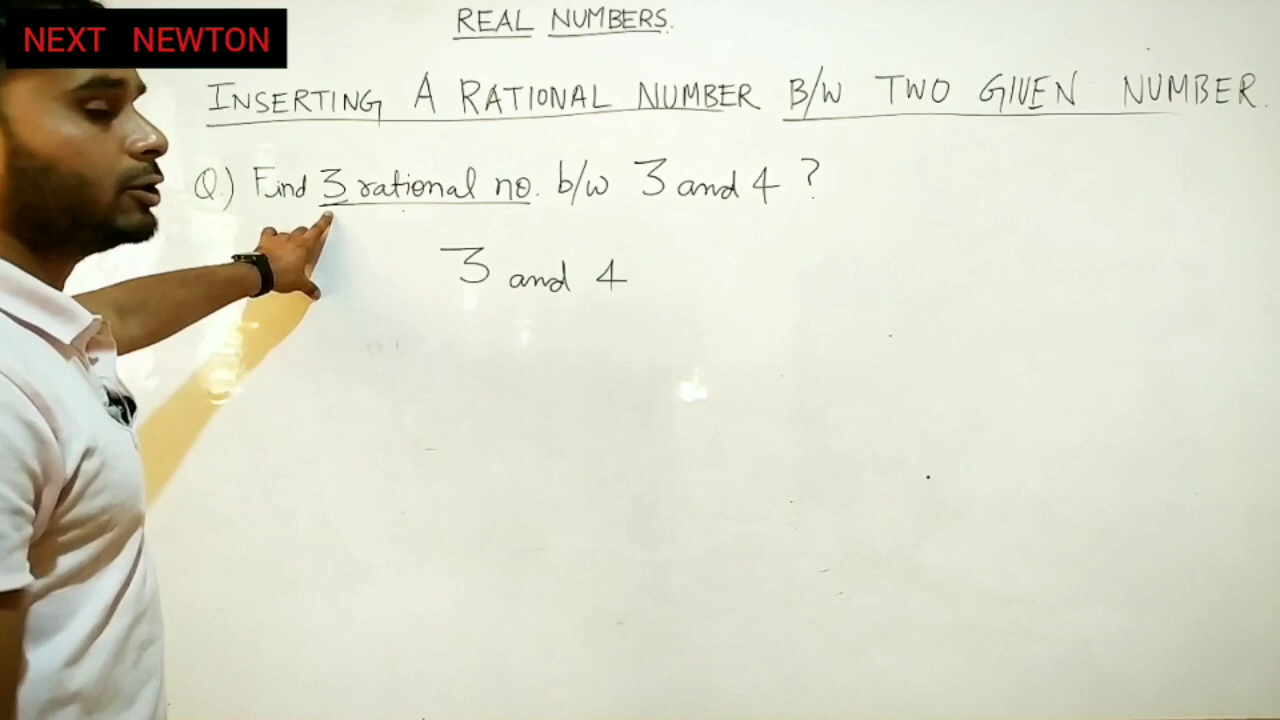 NEXT NEWTON
REAL NUMBERS.
INSERTING A RATIONAL NUMBER B/W TWO GIVEN NUMBER.
Q.) Find 3 rational no. b/w 3 and 4 ?
3 and 4